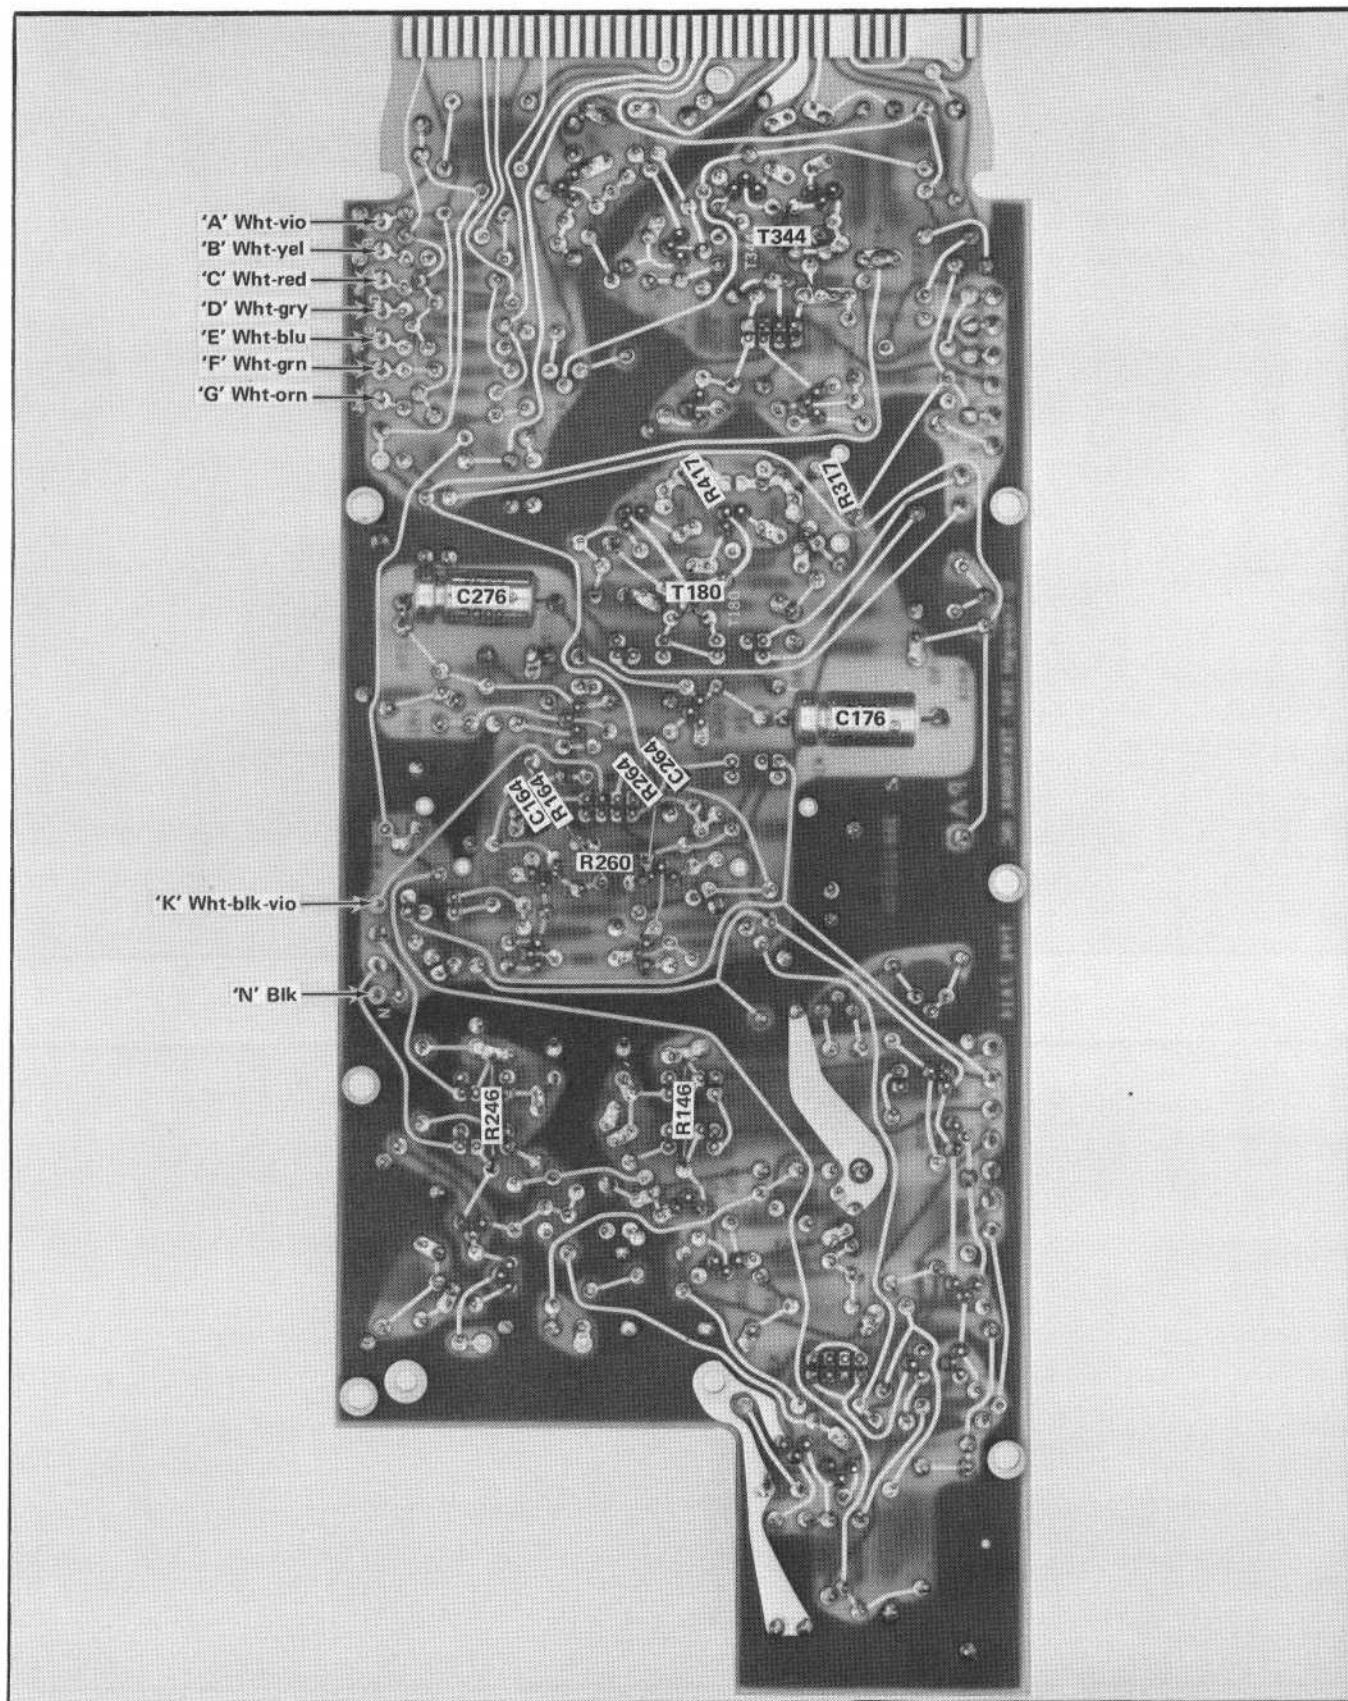 'A' Wht-vio
'B' Wht-yel
'C' Wht-red
'D' Wht-gry
'E' Wht-blu
'F' Wht-grn
'G' Wht-orn
T344
R417
R317
C276
T180
T180
C176
C264
R264
R164
C164
R260
'K' Wht-blk-vio
'N' Blk
N
R246
R146